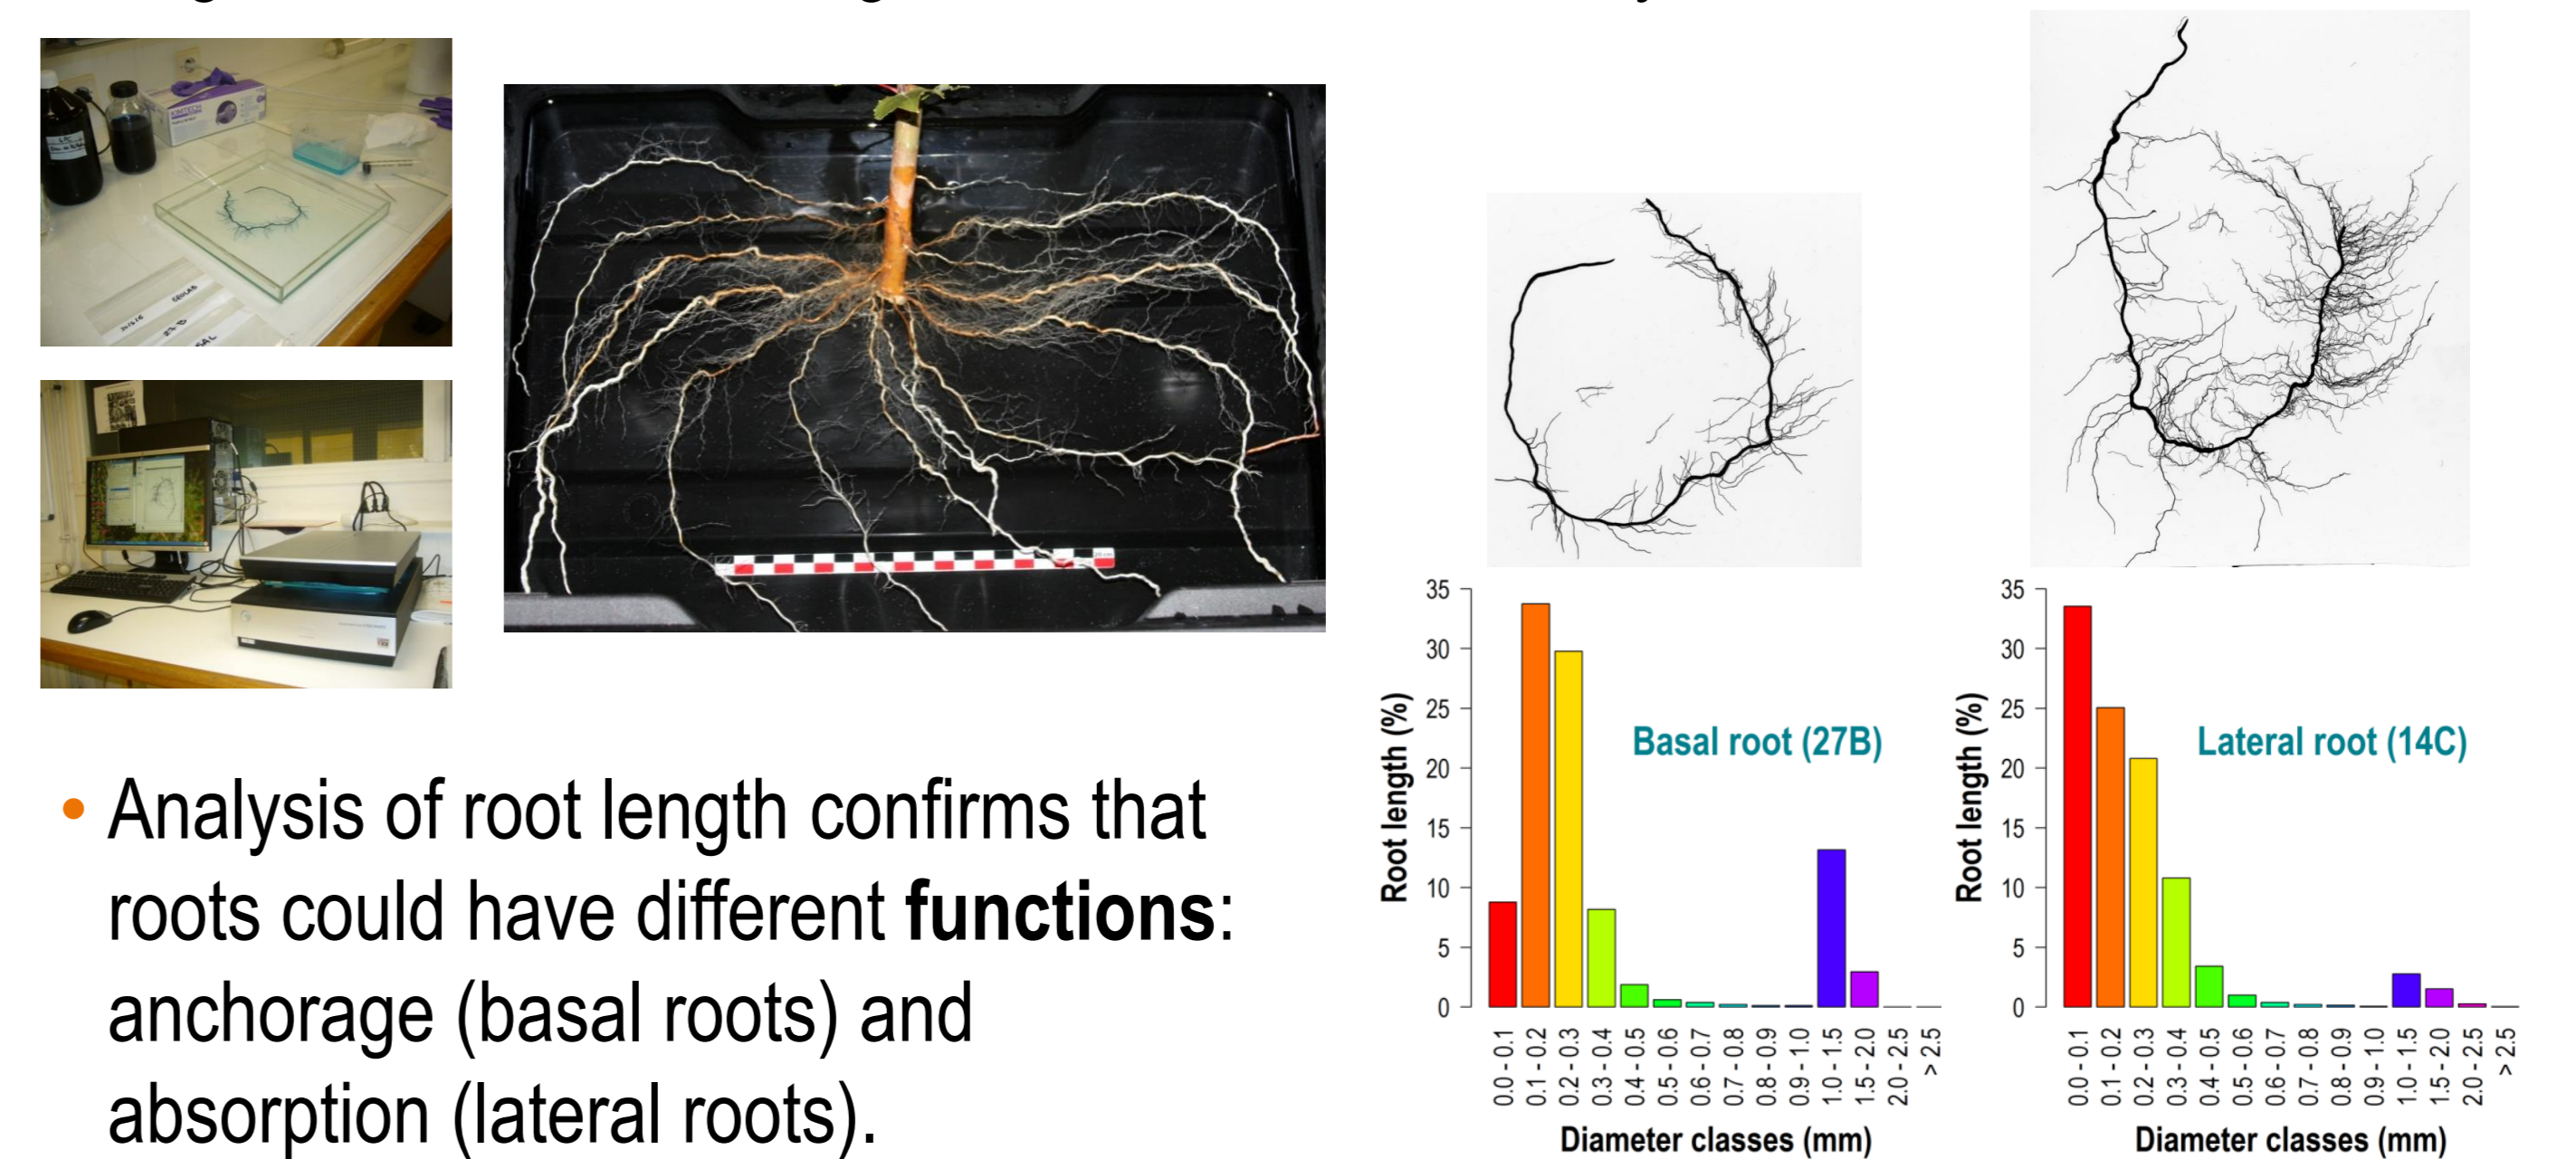 KIMTECH
• Analysis of root length confirms that
roots could have different functions:
anchorage (basal roots) and
absorption (lateral roots).
35
30
25
20
15
10
5
0
Root length (%)
Basal root (27B)
0.0 - 0.1
0.1 - 0.2
0.2 - 0.3
0.3 - 0.4
0.4 - 0.5
0.5 - 0.6
0.6 - 0.7
0.7 - 0.8
0.8 - 0.9
0.9 - 1.0
1.0 - 1.5
1.5 - 2.0
2.0 - 2.5
> 2.5
Diameter classes (mm)
35
30
25
20
15
10
5
0
Root length (%)
Lateral root (14C)
0.0 - 0.1
0.1 - 0.2
0.2 - 0.3
0.3 - 0.4
0.4 - 0.5
0.5 - 0.6
0.6 - 0.7
0.7 - 0.8
0.8 - 0.9
0.9 - 1.0
1.0 - 1.5
1.5 - 2.0
2.0 - 2.5
> 2.5
Diameter classes (mm)